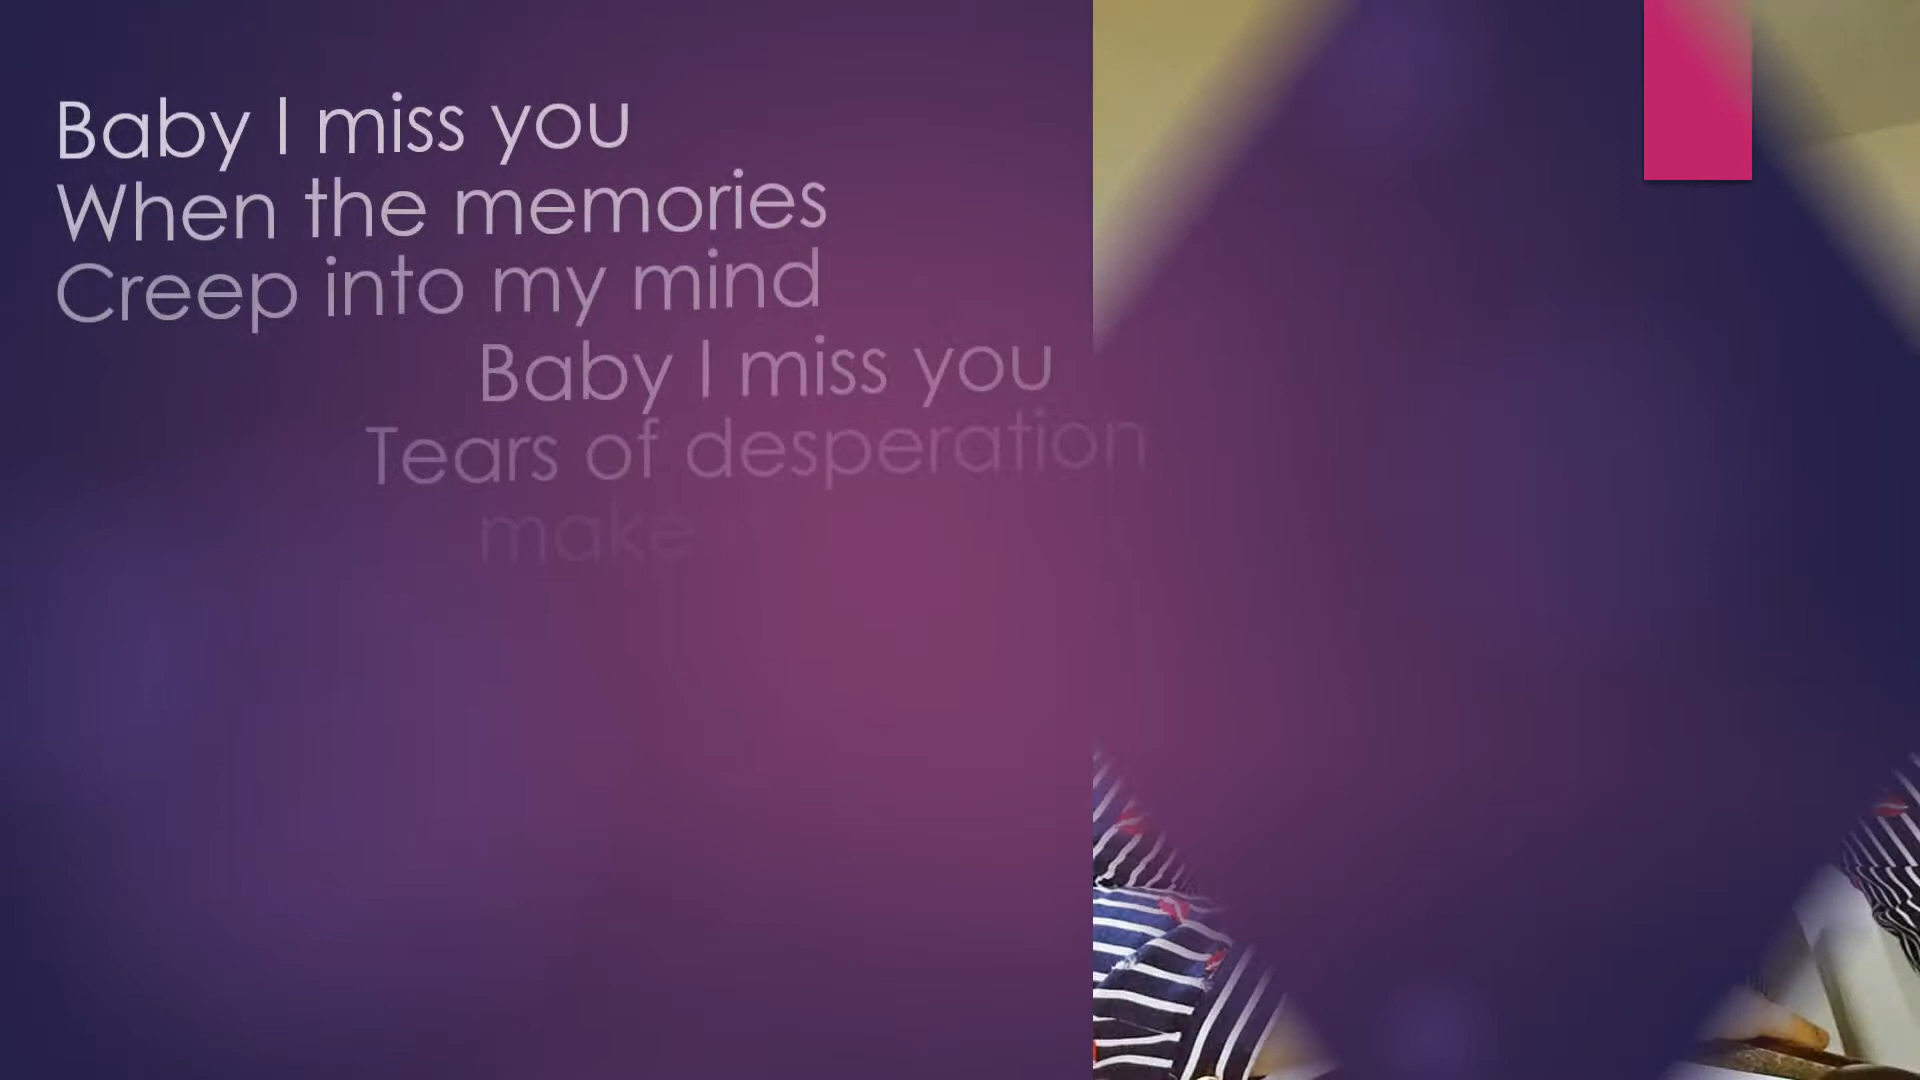 Baby I miss you
When the memories
Creep into my mind
Baby I miss you
Tears of desperation
make